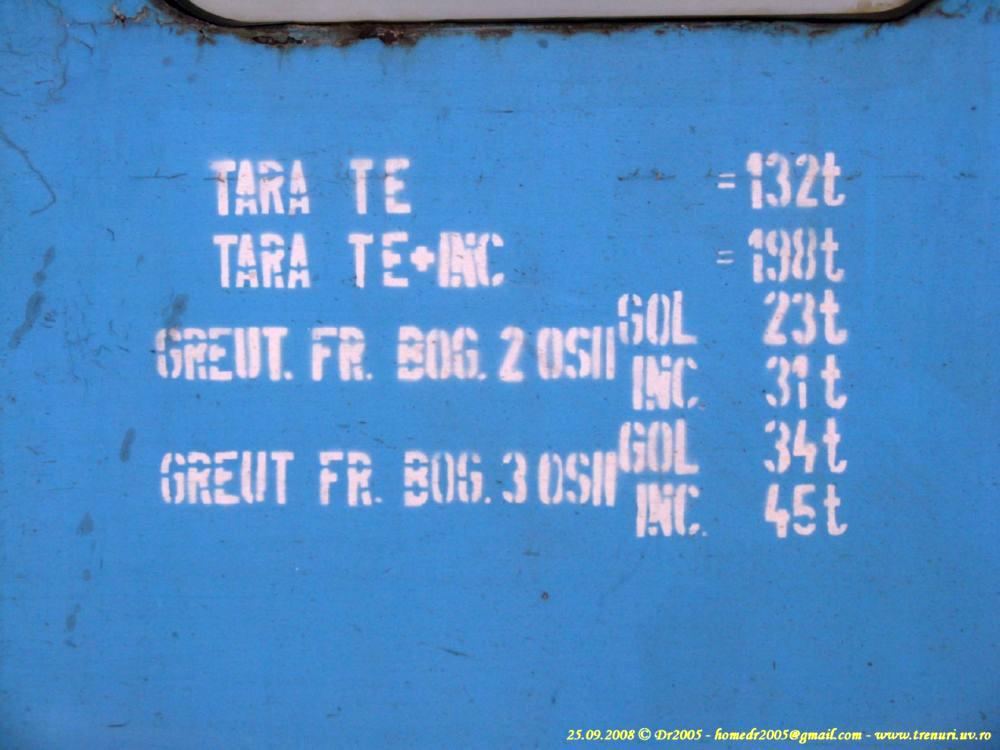 TARA TE = 132t
TARA TE+INC = 198t
GREUT. FR. BOG. 2 OSII GOL 23t
INC. 31t
GREUT FR. BOG. 3 OSII GOL 34t
INC. 45t
25.09.2008 © Dr2005 - homedr2005@gmail.com - www.trenuri.uv.ro